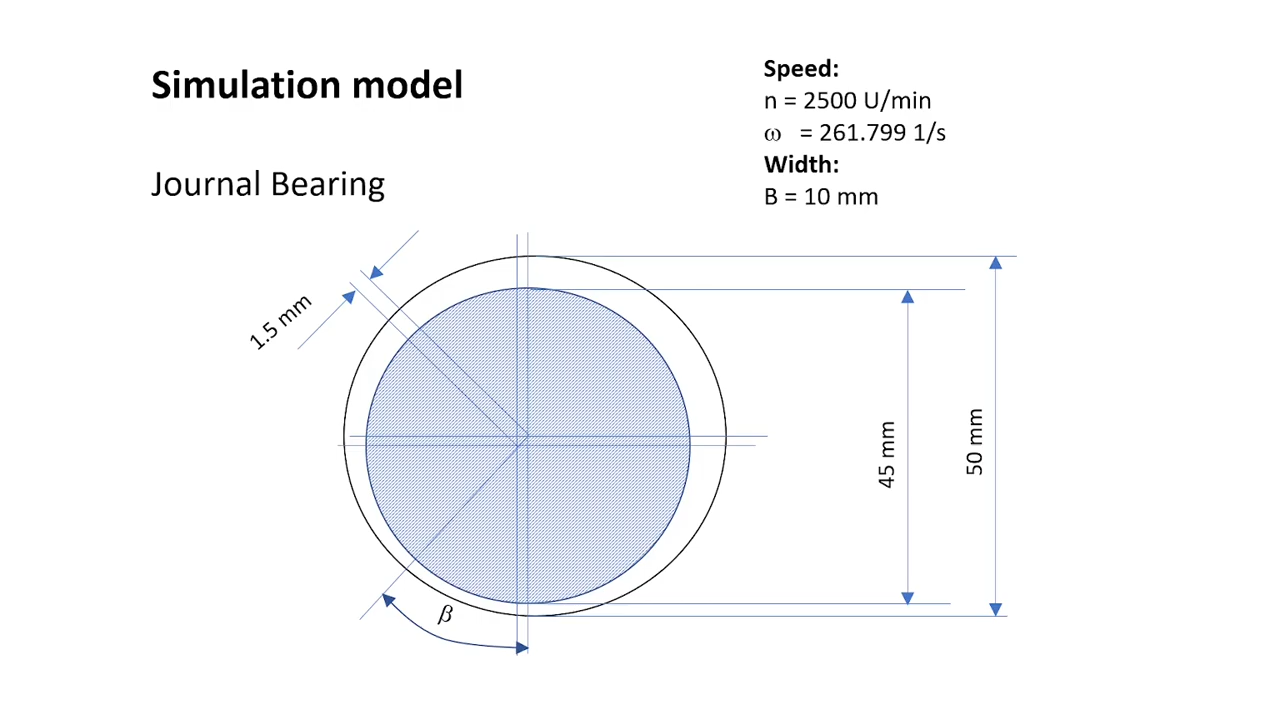 Simulation model
Journal Bearing
Speed:
n = 2500 U/min
ω = 261.799 1/s
Width:
B = 10 mm
1.5 mm
45 mm
50 mm
β